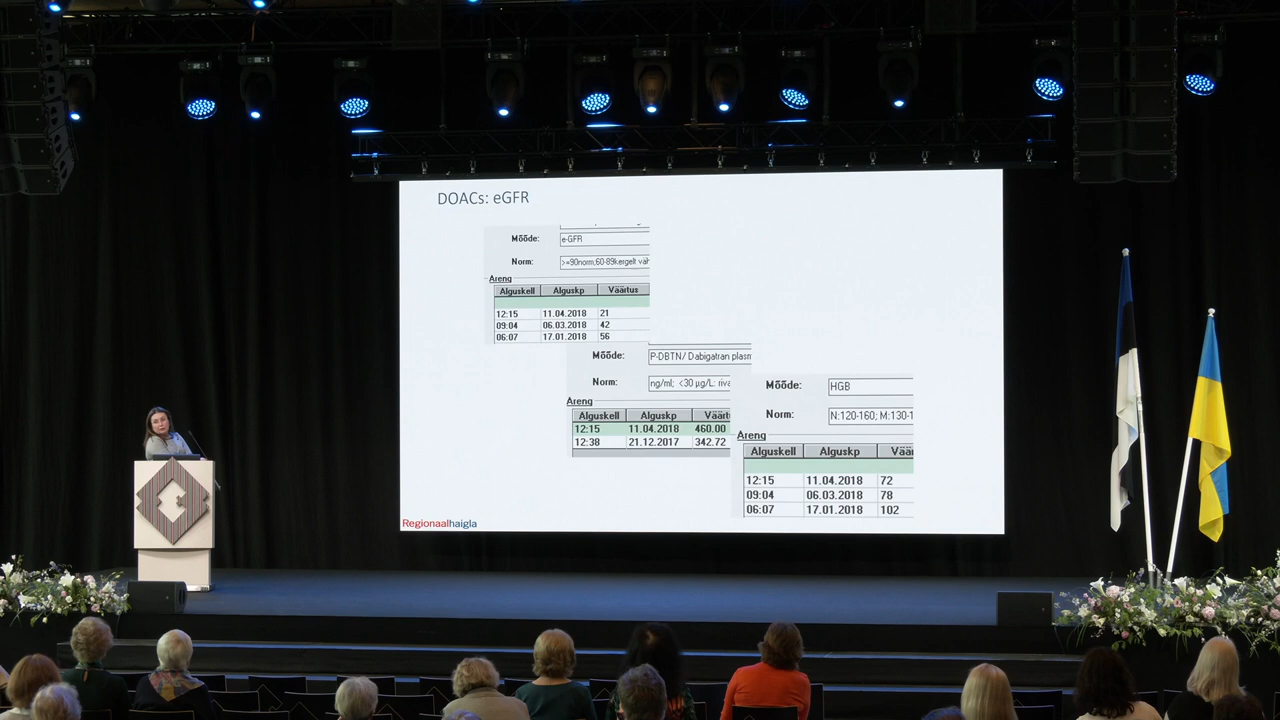 DOACs: eGFR
Mõõde: e-GFR
Norm: >=90norm;60-89kergelt väh
Areng
Alguskell Alguskp Väärtus
12:15 11.04.2018 21
09:04 06.03.2018 42
06:07 17.01.2018 56
Mõõde: P-DBTN/ Dabigatran plasm
Norm: ng/ml; <30 µg/L: riva
Areng
Alguskell Alguskp Väärt
12:15 11.04.2018 460.00
12:38 21.12.2017 342.72
Mõõde: HGB
Norm: N:120-160; M:130-1
Areng
Alguskell Alguskp Väär
12:15 11.04.2018 72
09:04 06.03.2018 78
06:07 17.01.2018 102
Regionaalhaigla